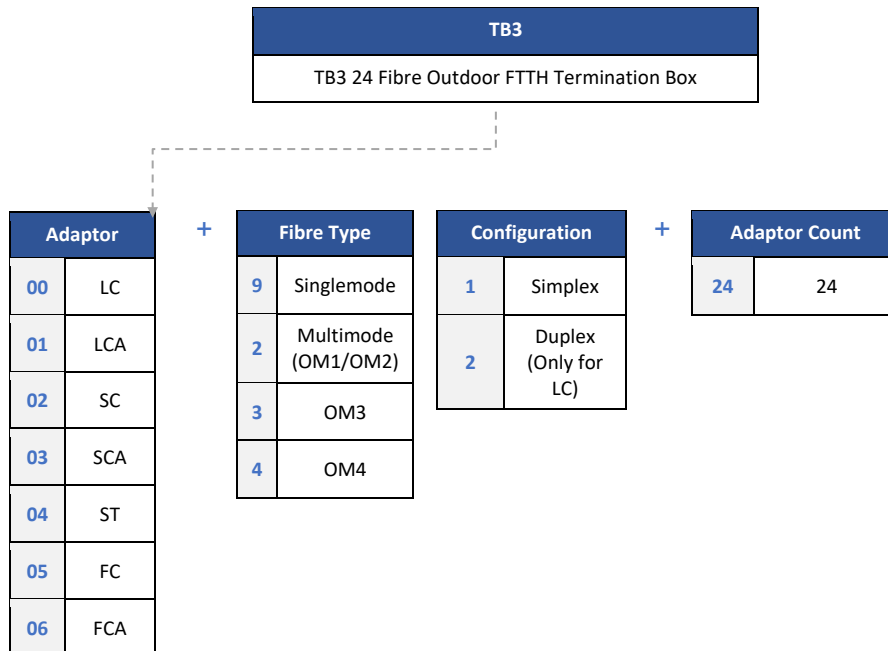 TB3
TB3 24 Fibre Outdoor FTTH Termination Box
Adaptor
00 LC
01 LCA
02 SC
03 SCA
04 ST
05 FC
06 FCA
+
Fibre Type
9 Singlemode
2 Multimode
(OM1/OM2)
3 OM3
4 OM4
Configuration
1 Simplex
2 Duplex
(Only for
LC)
+
Adaptor Count
24 24